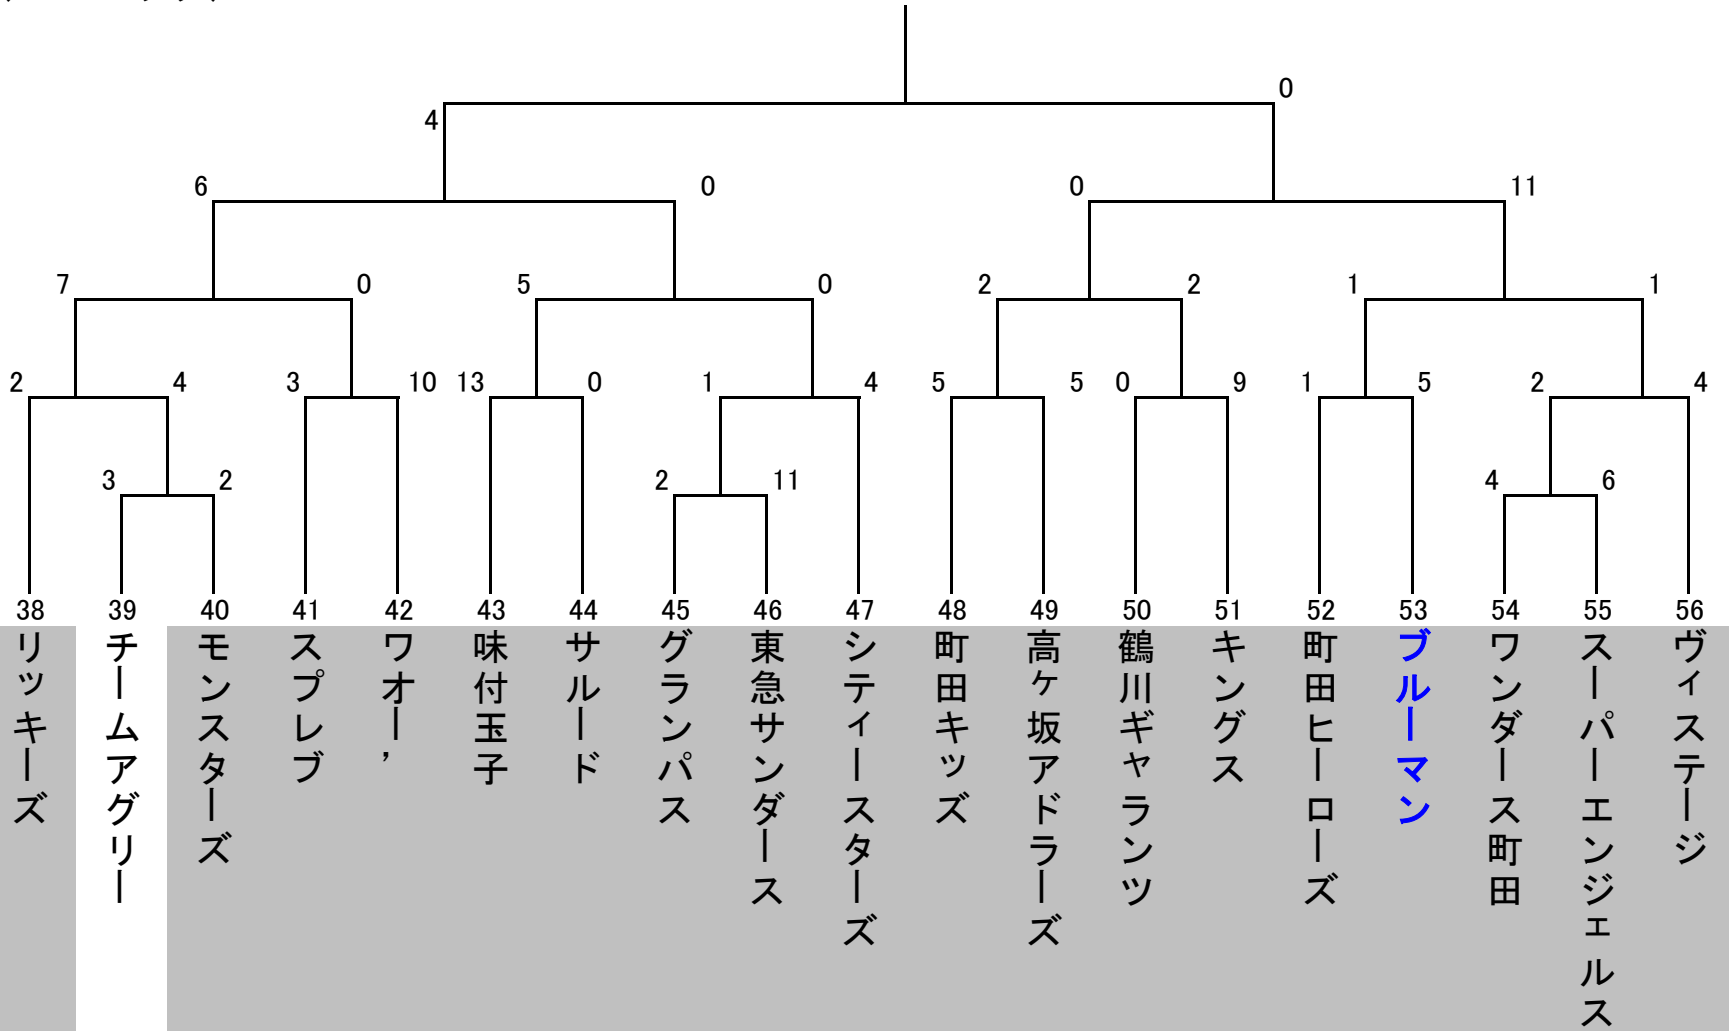 0
4
6 0 0 11
7 0 5 0 2 2 1 1
2 4 3 10 13 0 1 4 5 5 0 9 1 5 2 4
3 2 2 11 4 6
38 39 40 41 42 43 44 45 46 47 48 49 50 51 52 53 54 55 56
リッキーズ
チームアグリー
モンスターズ
スプレブ
ワオー’
味付玉子
サルード
グランパス
東急サンダース
シティースターズ
町田キッズ
高ヶ坂アドラーズ
鶴川ギャランツ
キングス
町田ヒーローズ
ブルーマン
ワンダース町田
スーパーエンジェルス
ヴィステージ